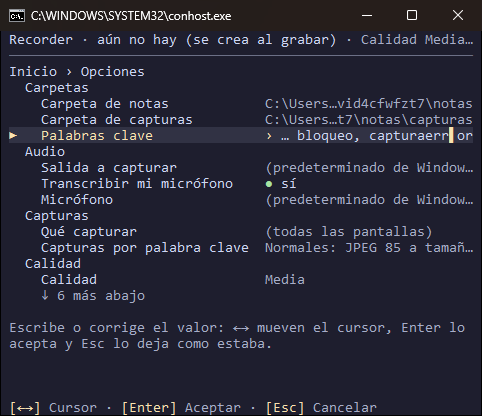 C:\WINDOWS\SYSTEM32\conhost.exe
Recorder · aún no hay (se crea al grabar) · Calidad Media…
Inicio › Opciones
Carpetas
Carpeta de notas C:\Users…vid4cfwfzt7\notas
Carpeta de capturas C:\Users…t7\notas\capturas
► Palabras clave › … bloqueo, capturaerr or
Audio
Salida a capturar (predeterminado de Window…
Transcribir mi micrófono ● sí
Micrófono (predeterminado de Window…
Capturas
Qué capturar (todas las pantallas)
Capturas por palabra clave Normales: JPEG 85 a tamañ…
Calidad
Calidad Media
↓ 6 más abajo
Escribe o corrige el valor: ↔ mueven el cursor, Enter lo
acepta y Esc lo deja como estaba.
[↔] Cursor · [Enter] Aceptar · [Esc] Cancelar